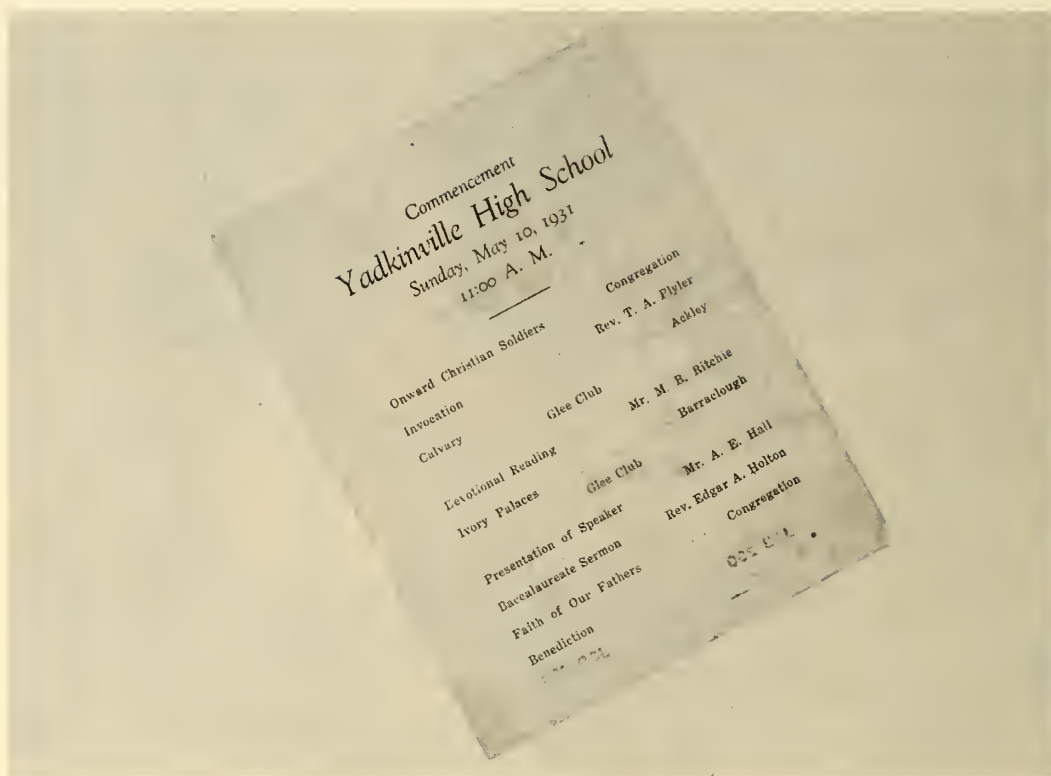 Commencement
Yadkinville High School
Sunday, May 10, 1931
11:00 A. M.
Onward Christian Soldiers Congregation
Invocation Rev. T. A. Plyler
Calvary Glee Club Ackley
Devotional Reading Mr. M. B. Ritchie
Ivory Palaces Glee Club Barraclough
Presentation of Speaker Mr. A. E. Hall
Baccalaureate Sermon Rev. Edgar A. Holton
Faith of Our Fathers Congregation
Benediction